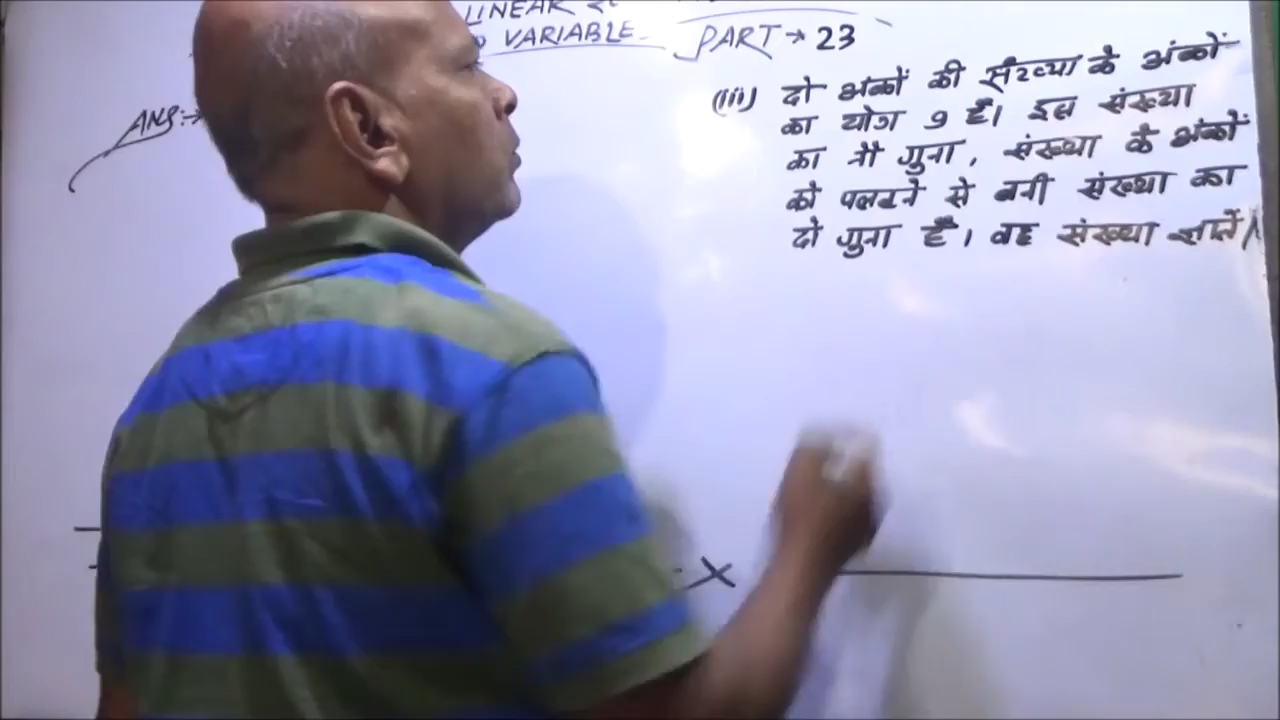 LINEAR
VARIABLE
PART → 23
ANS:→
(iii) दो अंकों की संख्या के अंकों
का योग 9 है। इस संख्या
का नौ गुना, संख्या के अंकों
को पलटने से बनी संख्या का
दो गुना है। वह संख्या ज्ञात
X